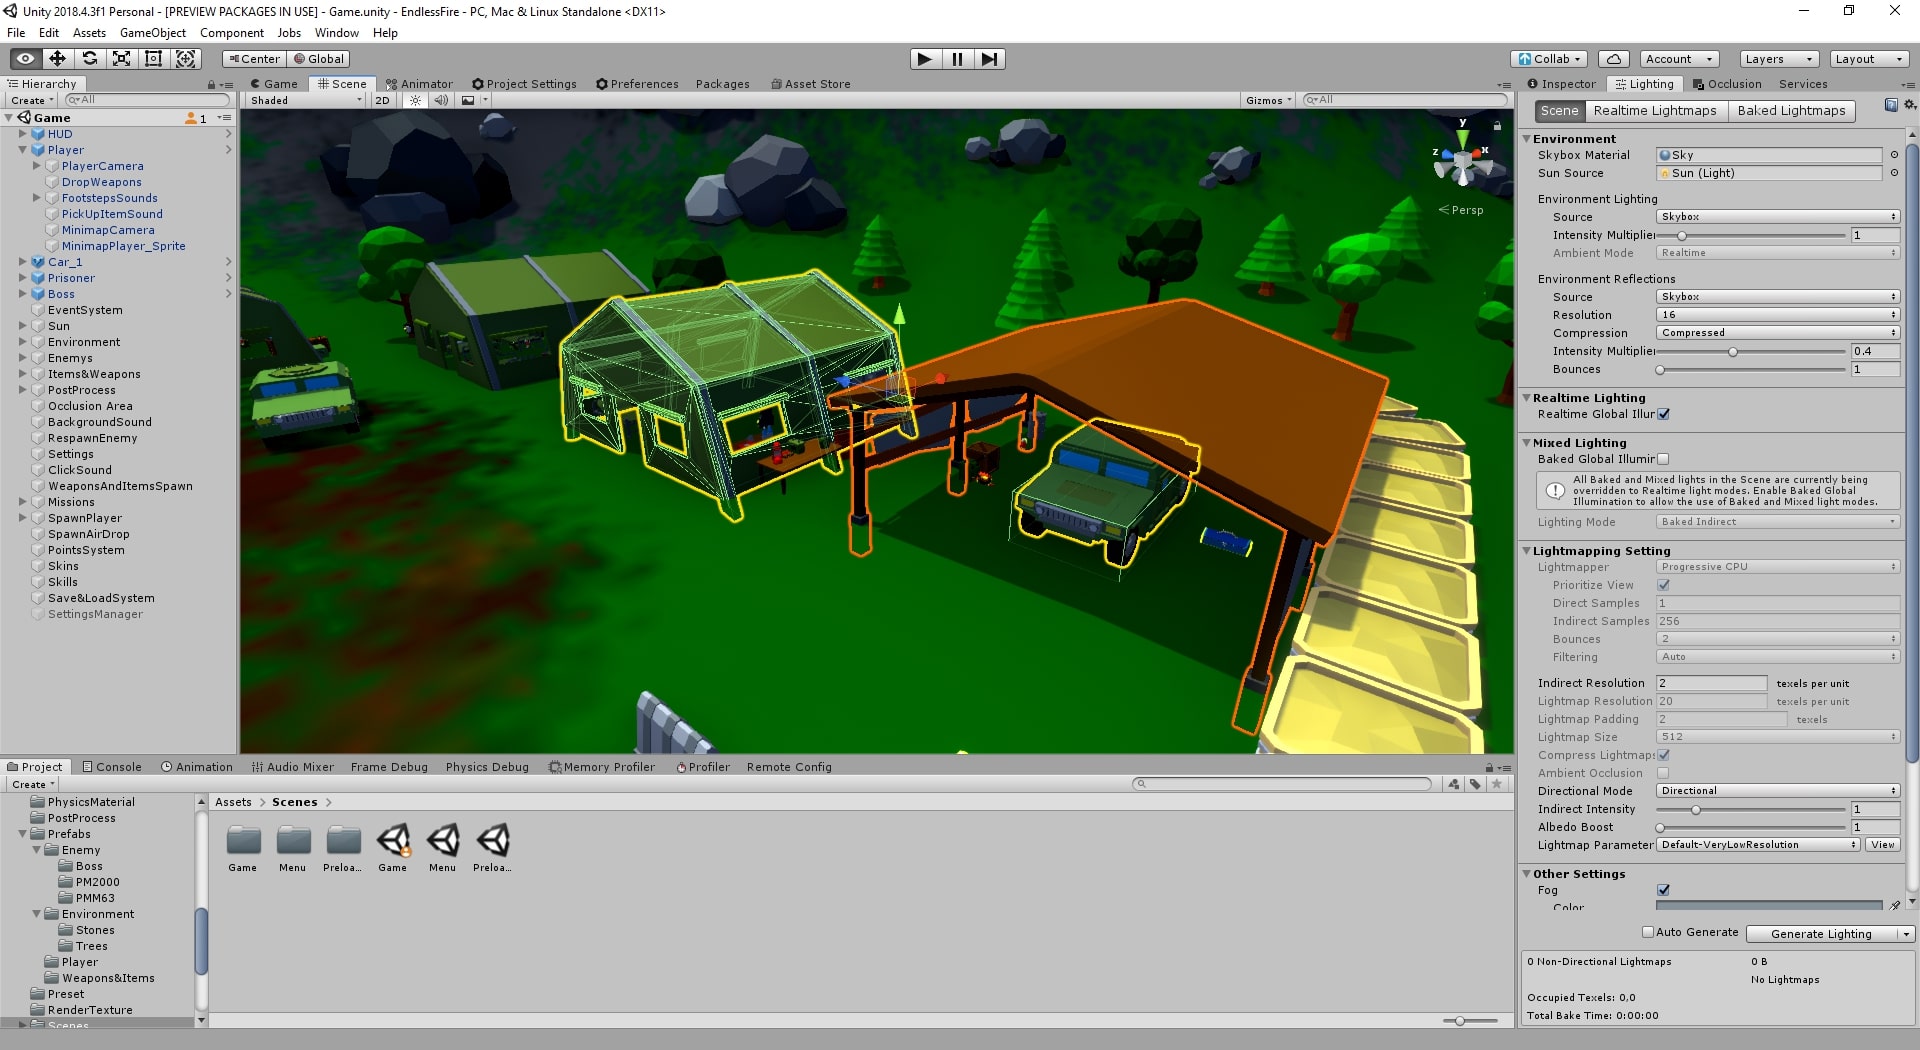 Unity 2018.4.3f1 Personal - [PREVIEW PACKAGES IN USE] - Game.unity - EndlessFire - PC, Mac & Linux Standalone <DX11>
File Edit Assets GameObject Component Jobs Window Help
Center Global Collab Account Layers Layout
Hierarchy
Create All
Game 1
HUD
Player
PlayerCamera
DropWeapons
FootstepsSounds
PickUpItemSound
MinimapCamera
MinimapPlayer_Sprite
Car_1
Prisoner
Boss
EventSystem
Sun
Environment
Enemys
Items&Weapons
PostProcess
Occlusion Area
BackgroundSound
RespawnEnemy
Settings
ClickSound
WeaponsAndItemsSpawn
Missions
SpawnPlayer
SpawnAirDrop
PointsSystem
Skins
Skills
Save&LoadSystem
SettingsManager
Game Scene Animator Project Settings Preferences Packages Asset Store
Shaded 2D Gizmos All
y
z x
Persp
Inspector Lighting Occlusion Services
Scene Realtime Lightmaps Baked Lightmaps
Environment
Skybox Material Sky
Sun Source Sun (Light)
Environment Lighting
Source Skybox
Intensity Multiplier 1
Ambient Mode Realtime
Environment Reflections
Source Skybox
Resolution 16
Compression Compressed
Intensity Multiplier 0.4
Bounces 1
Realtime Lighting
Realtime Global Illur
Mixed Lighting
Baked Global Illumir
All Baked and Mixed lights in the Scene are currently being
overridden to Realtime light modes. Enable Baked Global
Illumination to allow the use of Baked and Mixed light modes.
Lighting Mode Baked Indirect
Lightmapping Setting
Lightmapper Progressive CPU
Prioritize View
Direct Samples 1
Indirect Samples 256
Bounces 2
Filtering Auto
Indirect Resolution 2 texels per unit
Lightmap Resolution 20 texels per unit
Lightmap Padding 2 texels
Lightmap Size 512
Compress Lightmaps
Ambient Occlusion
Directional Mode Directional
Indirect Intensity 1
Albedo Boost 1
Lightmap Parameter Default-VeryLowResolution View
Other Settings
Fog
Color
Auto Generate Generate Lighting
0 Non-Directional Lightmaps 0 B
No Lightmaps
Occupied Texels: 0,0
Total Bake Time: 0:00:00
Project Console Animation Audio Mixer Frame Debug Physics Debug Memory Profiler Profiler Remote Config
Create
PhysicsMaterial
PostProcess
Prefabs
Enemy
Boss
PM2000
PMM63
Environment
Stones
Trees
Player
Weapons&Items
Preset
RenderTexture
Scenes
Assets > Scenes >
Game Menu Preloa... Game Menu Preloa...